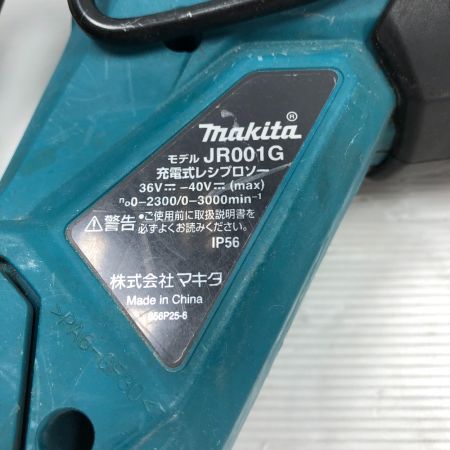 makita®
モデル JR001G
充電式レシプロソー
36V⎓ -40V⎓ (max)
n₀0-2300/0-3000min⁻¹
⚠警告 •ご使用前に取扱説明書を
必ずよくお読みください。
IP56
株式会社 マキタ
Made in China
856P25-6